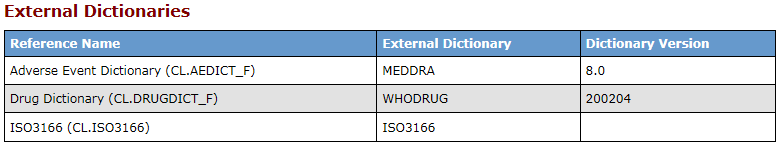 External Dictionaries
Reference Name External Dictionary Dictionary Version
Adverse Event Dictionary (CL.AEDICT_F) MEDDRA 8.0
Drug Dictionary (CL.DRUGDICT_F) WHODRUG 200204
ISO3166 (CL.ISO3166) ISO3166